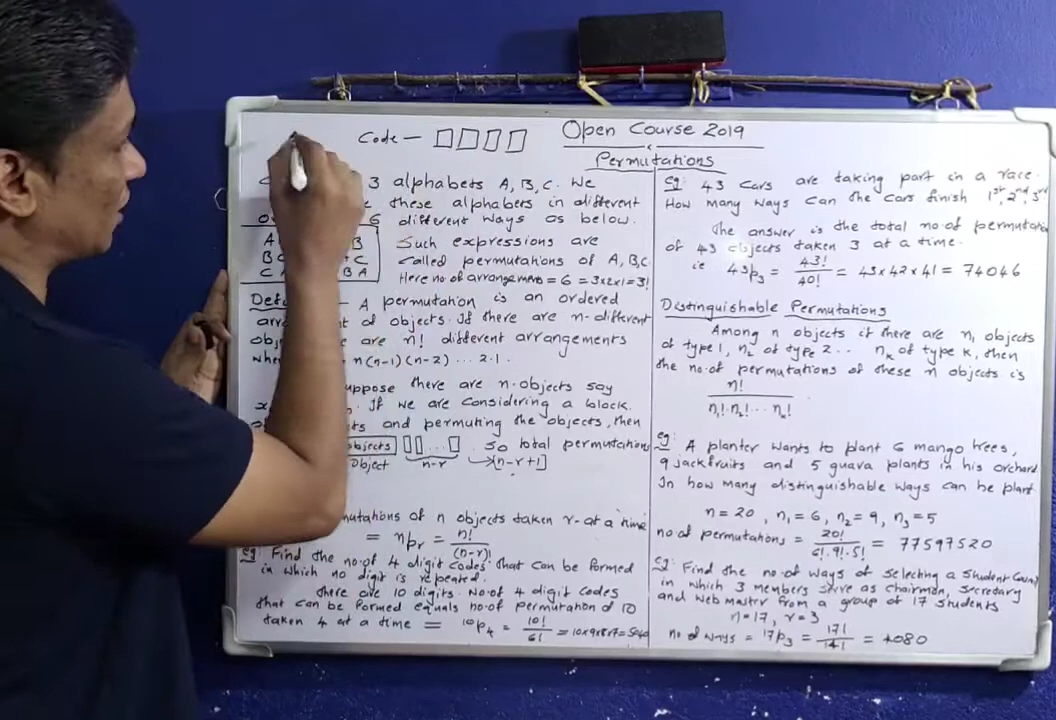 Code – Open Course 2019
Permutations
3 alphabets A, B, C. We
these alphabers in different
6 different ways as below.
Such expressions are
called permutations of A, B, C.
Here no. of arrangemen = 6 = 3x2x1 = 3!
Defn — A permutation is an ordered
of objects. If there are n-different
are n! different arrangements
n(n-1)(n-2) ... 2.1.
uppose there are n-objects say
If we are considering a block
and permuting the objects, then
objects ... so total permutations
Object n-r → (n-r+1)
mutations of n objects taken r-at a time
= nPr = n!/(n-r)!
eg: Find the no. of 4 digit codes that can be formed
in which no digit is repeated.
there are 10 digits. No. of 4 digit codes
that can be formed equals no. of permutation of 10
taken 4 at a time = 10P4 = 10!/6! = 10x9x8x7 = 5040
eg: 43 cars are taking part in a race.
How many ways can the cars finish 1st, 2nd, 3rd
The answer is the total no. of permutation
of 43 objects taken 3 at a time.
ie 43P3 = 43!/40! = 43x42x41 = 74046
Distinguishable Permutations
Among n objects if there are n1 objects
of type 1, n2 of type 2 .. nk of type k, then
the no. of permutations of these n objects is
n!/n1! n2! ... nk!
eg: A planter wants to plant 6 mango trees,
9 jackfruits and 5 guava plants in his orchard
In how many distinguishable ways can be plant
n = 20, n1 = 6, n2 = 9, n3 = 5
no of permutations = 20!/6! 9! 5! = 77597520
eg: Find the no. of ways of selecting a student
in which 3 members serve as chairman, secretary
and web master from a group of 17 students
n = 17, r = 3
no of ways = 17P3 = 17!/14! = 4080